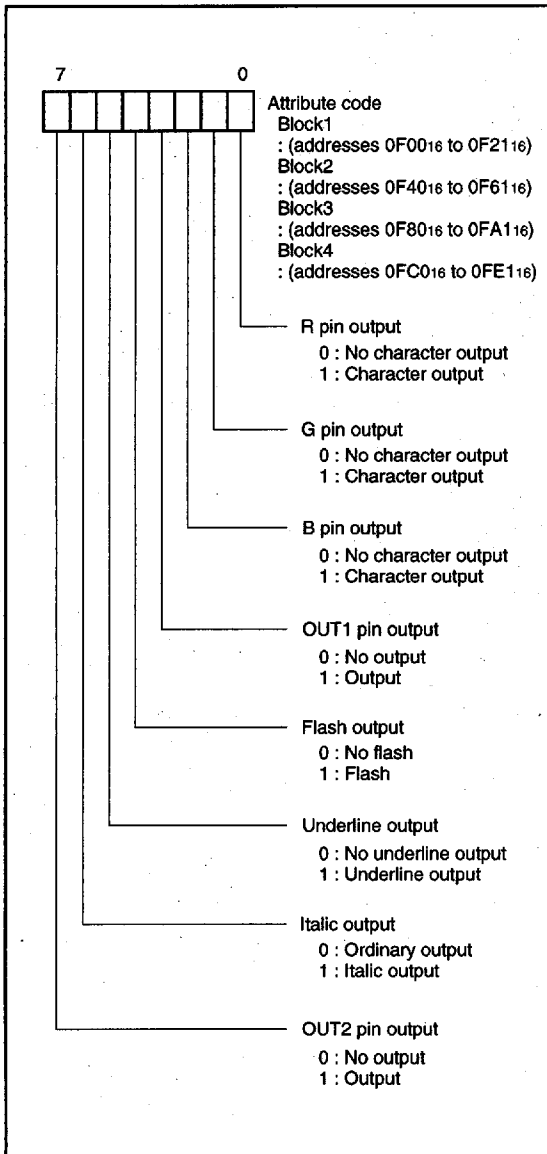 7 0
Attribute code
Block1
: (addresses 0F0016 to 0F2116)
Block2
: (addresses 0F4016 to 0F6116)
Block3
: (addresses 0F8016 to 0FA116)
Block4
: (addresses 0FC016 to 0FE116)
R pin output
0 : No character output
1 : Character output
G pin output
0 : No character output
1 : Character output
B pin output
0 : No character output
1 : Character output
OUT1 pin output
0 : No output
1 : Output
Flash output
0 : No flash
1 : Flash
Underline output
0 : No underline output
1 : Underline output
Italic output
0 : Ordinary output
1 : Italic output
OUT2 pin output
0 : No output
1 : Output